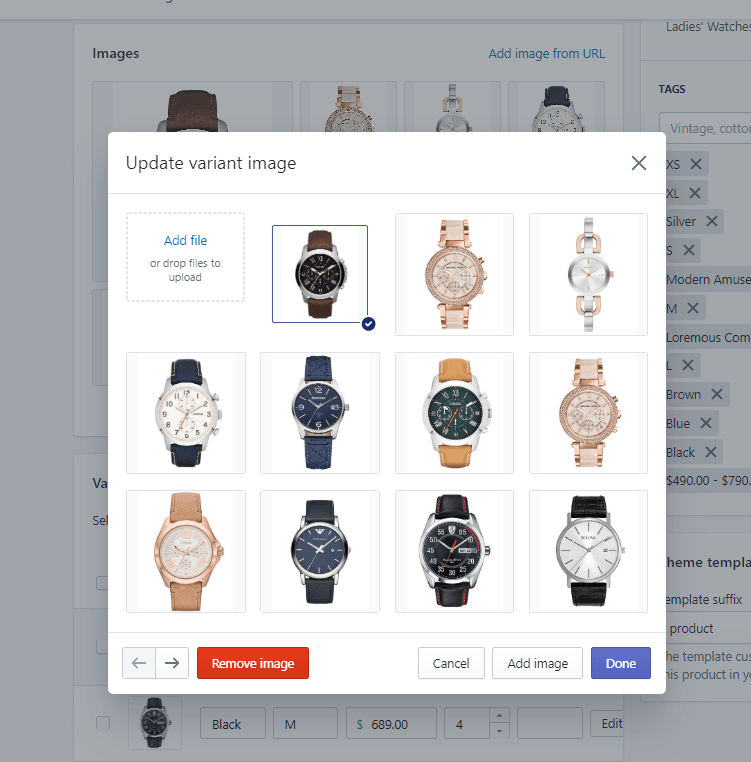 Ladies' Watches
Images
Add image from URL
TAGS
Vintage, cotton
Update variant image
XS
XL
Silver
S
Modern Amuse
M
Loremous Com
L
Brown
Blue
Black
$490.00 - $790.
Add file
or drop files to
upload
Va
Sel
heme templa
emplate suffix
product
he template cus
his product in yo
Remove image
Cancel
Add image
Done
Black
M
$ 689.00
4
Edit